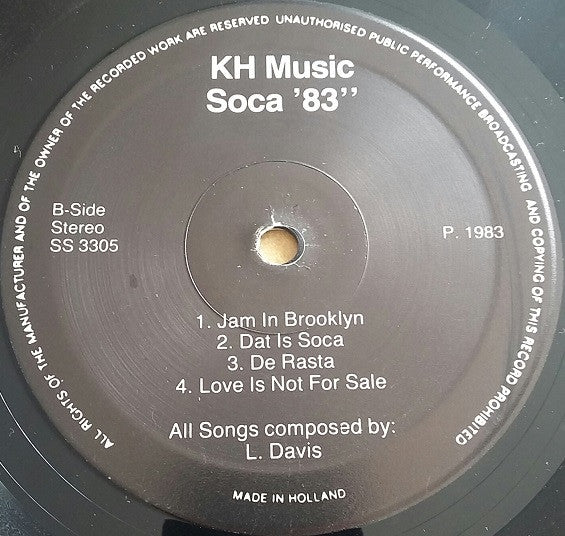 ALL RIGHTS OF THE MANUFACTURER AND OF THE OWNER OF THE RECORDED WORK ARE RESERVED UNAUTHORISED PUBLIC PERFORMANCE BROADCASTING AND COPYING OF THIS RECORD PROHIBITED
KH Music
Soca '83''
B-Side
Stereo
SS 3305
P. 1983
1. Jam In Brooklyn
2. Dat Is Soca
3. De Rasta
4. Love Is Not For Sale
All Songs composed by:
L. Davis
MADE IN HOLLAND